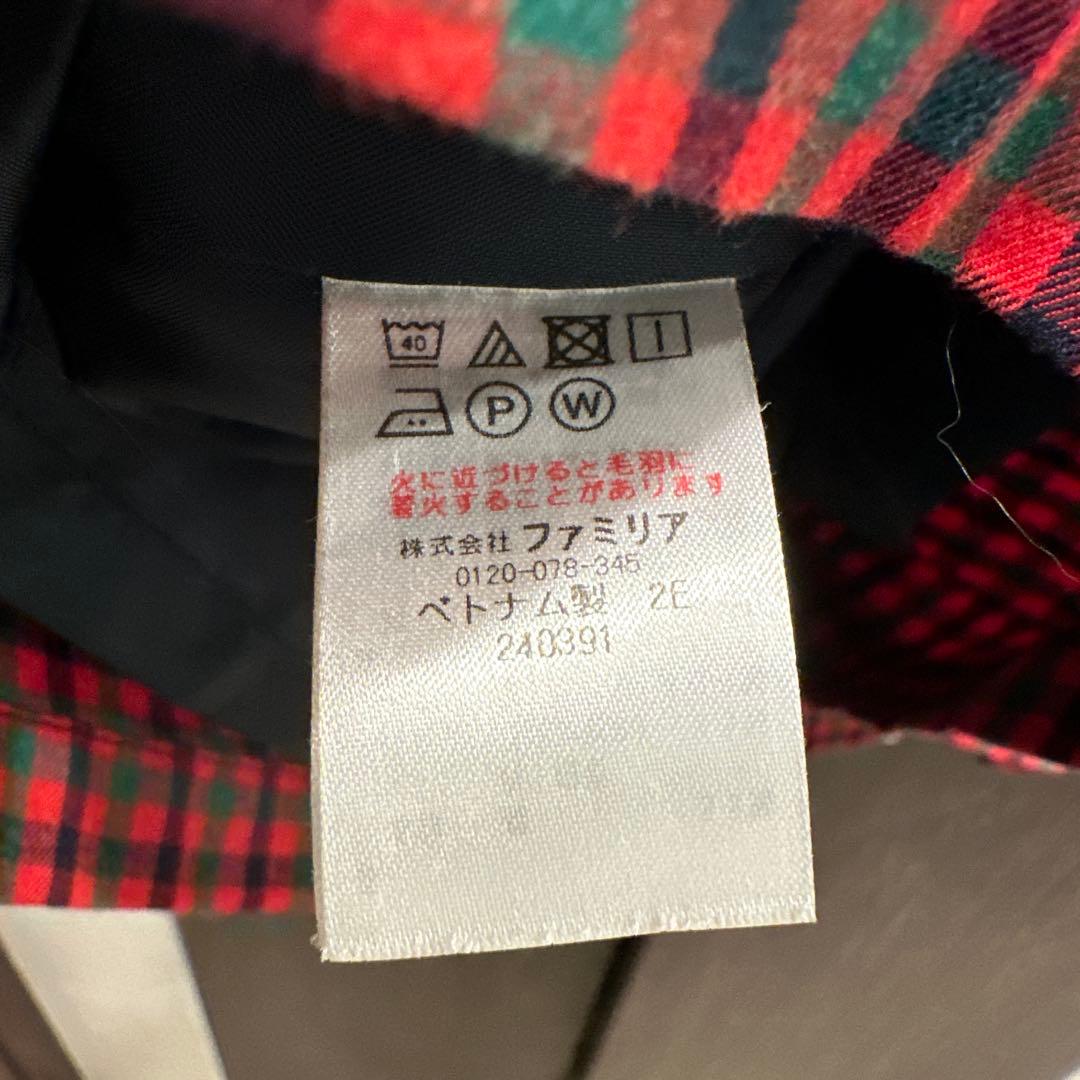 40
P W
火に近づけると毛羽に
着火することがあります
株式会社 ファミリア
0120-078-345
ベトナム製 2E
240391